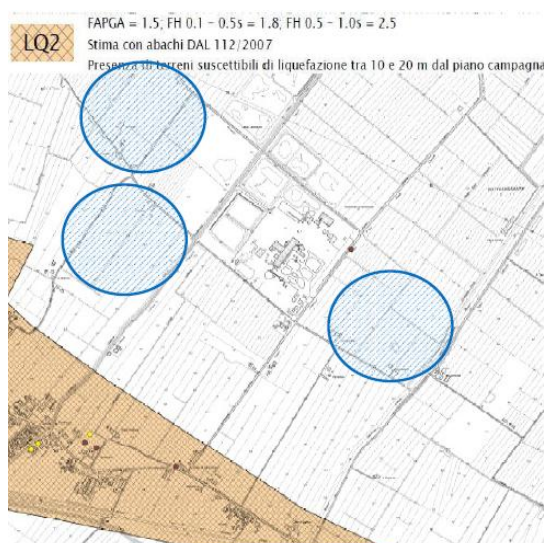 FAPGA = 1.5; FH 0.1 - 0.5s = 1.8; FH 0.5 - 1.0s = 2.5
LQ2
Stima con abachi DAL 112/2007
Presenza di terreni suscettibili di liquefazione tra 10 e 20 m dal piano campagna